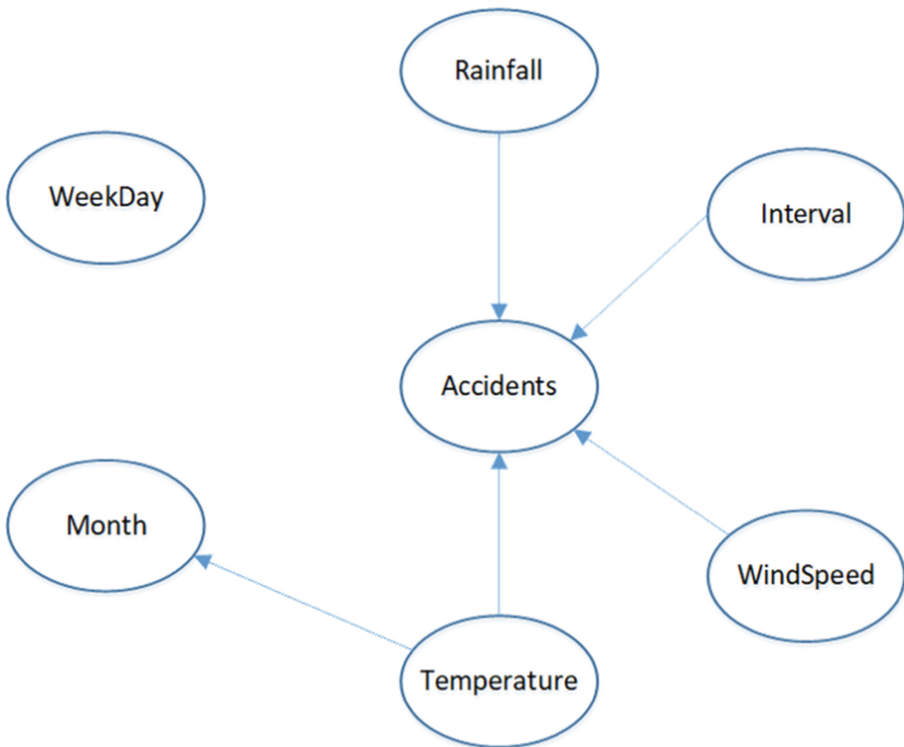 Rainfall
WeekDay
Interval
Accidents
Month
WindSpeed
Temperature